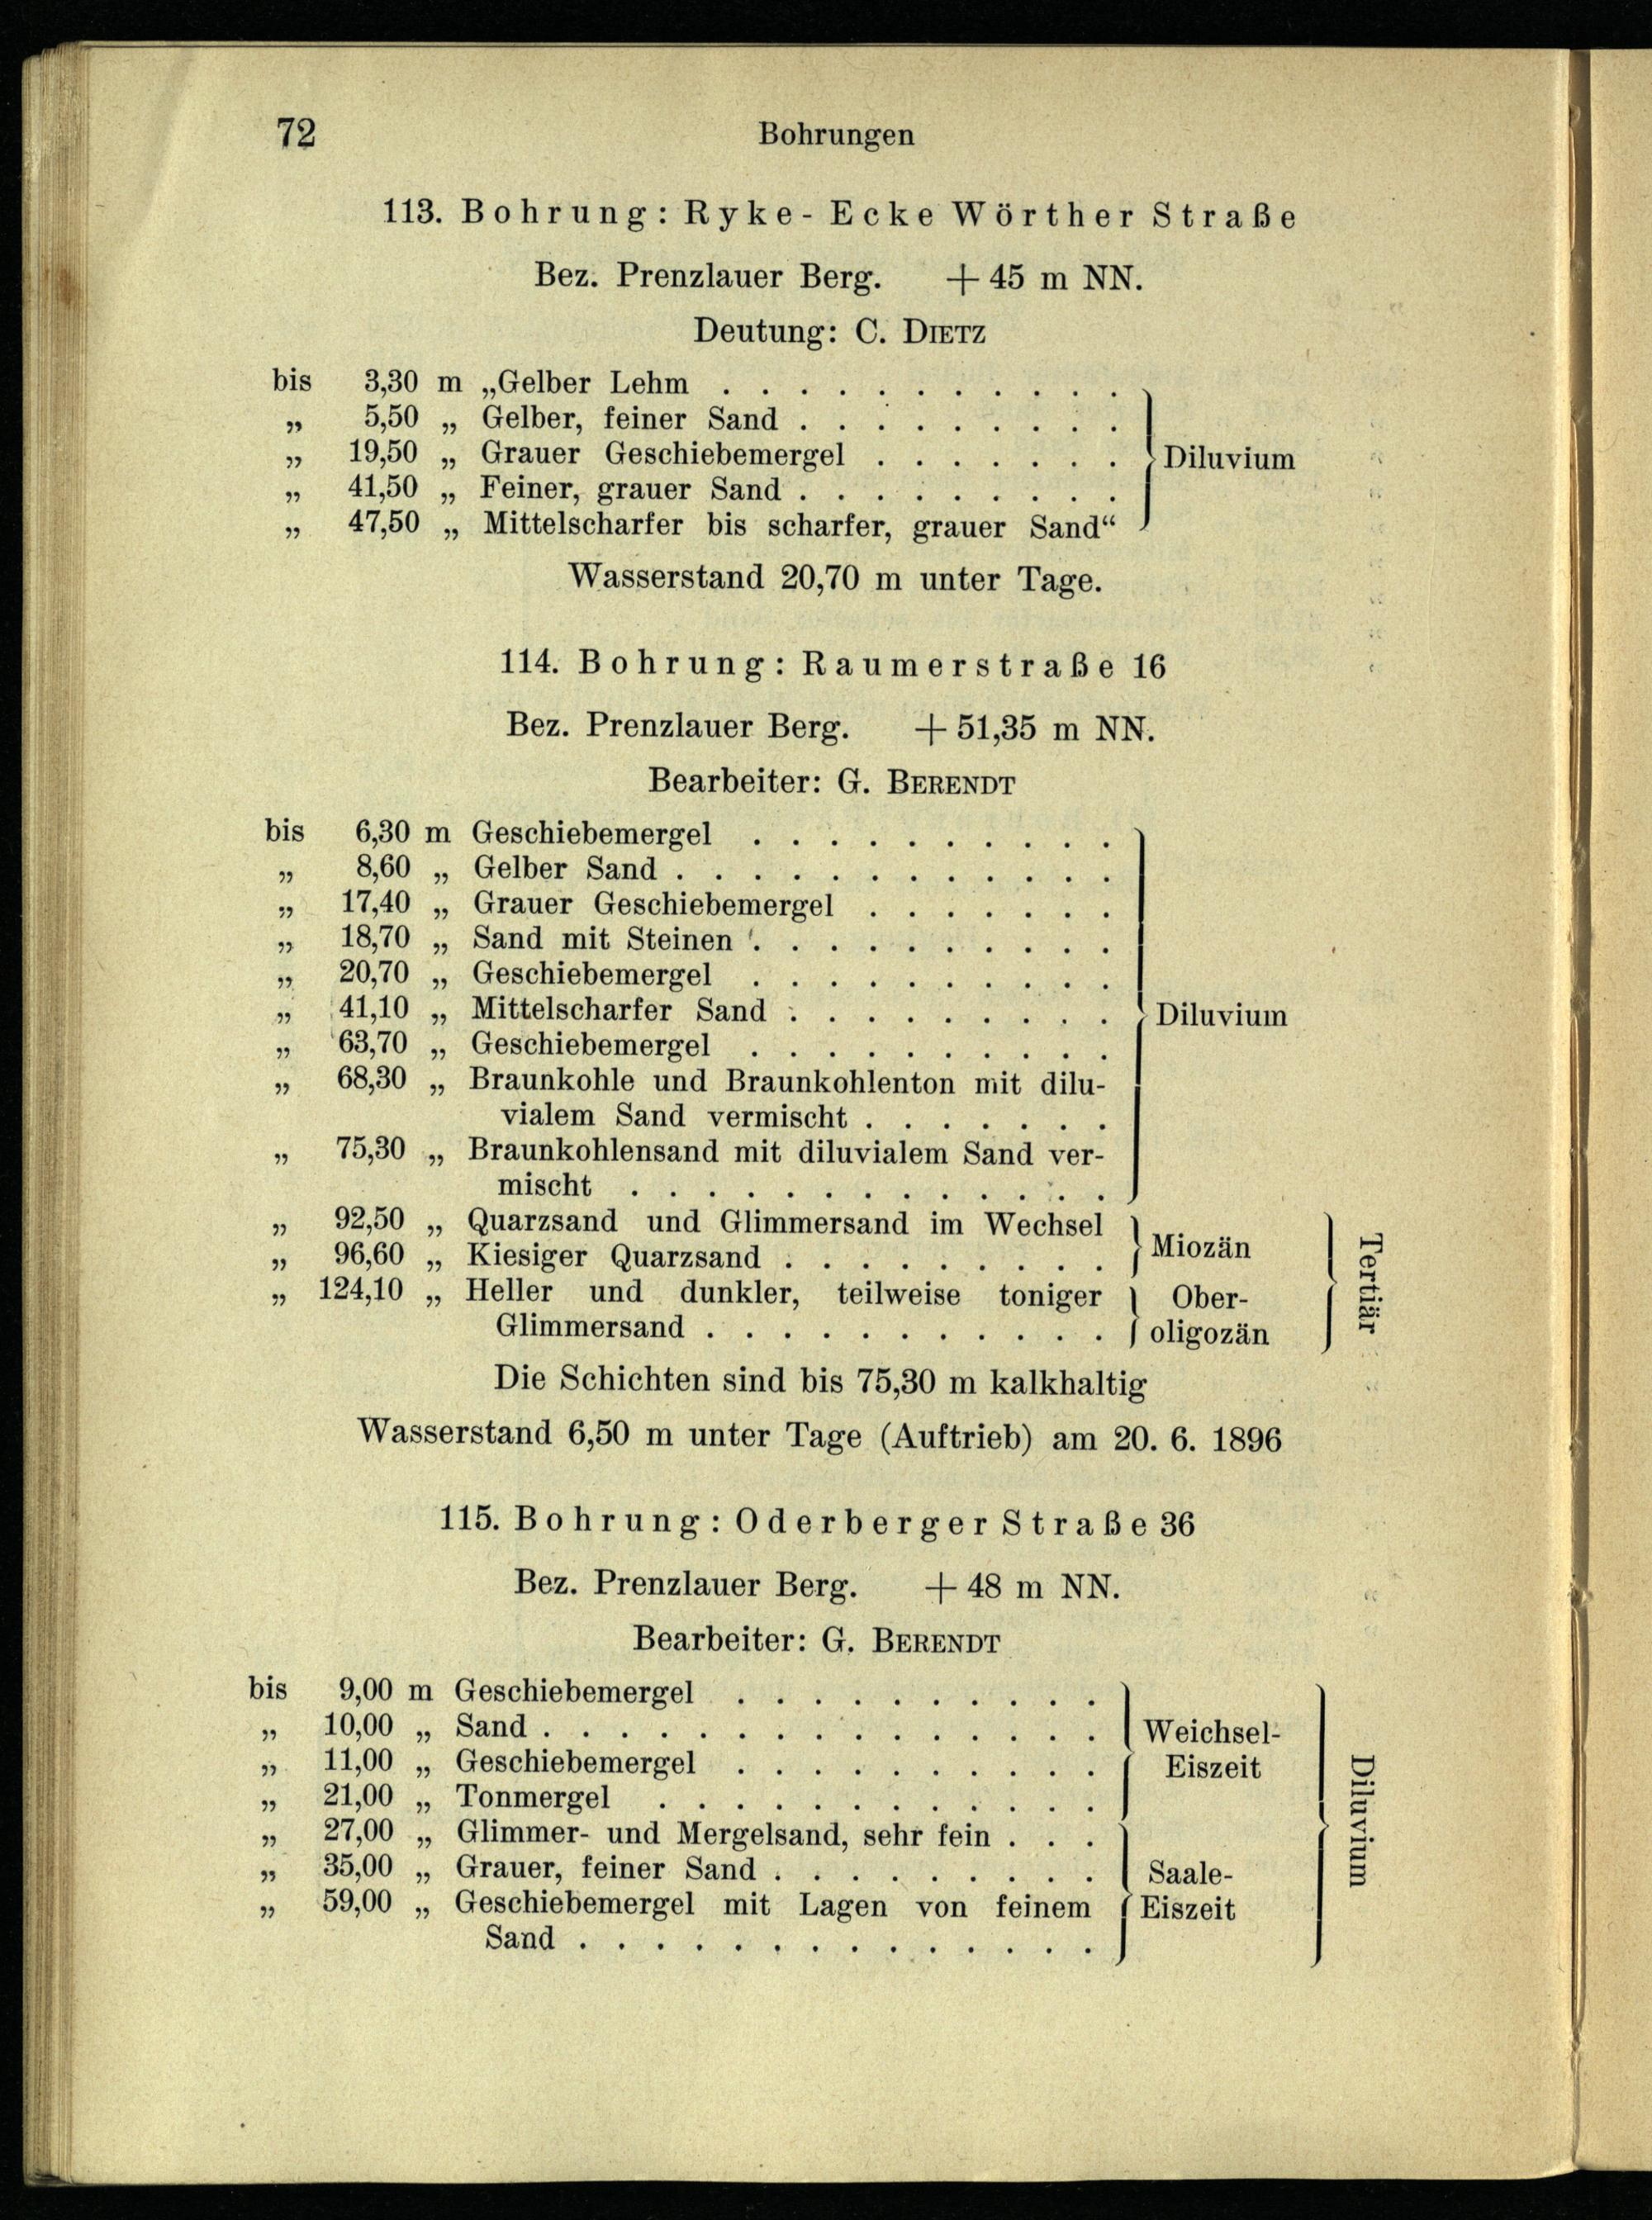 72 Bohrungen
113. Bohrung: Ryke- Ecke Wörther Straße
Bez. Prenzlauer Berg. + 45 m NN.
Deutung: C. DIETZ
bis 3,30 m „Gelber Lehm . . . . . . . . . . .
„ 5,50 „ Gelber, feiner Sand . . . . . . . . .
„ 19,50 „ Grauer Geschiebemergel . . . . . . . Diluvium
„ 41,50 „ Feiner, grauer Sand . . . . . . . . .
„ 47,50 „ Mittelscharfer bis scharfer, grauer Sand“
Wasserstand 20,70 m unter Tage.
114. Bohrung: Raumerstraße 16
Bez. Prenzlauer Berg. + 51,35 m NN.
Bearbeiter: G. BERENDT
bis 6,30 m Geschiebemergel . . . . . . . . . .
„ 8,60 „ Gelber Sand . . . . . . . . . . . .
„ 17,40 „ Grauer Geschiebemergel . . . . . . .
„ 18,70 „ Sand mit Steinen . . . . . . . . . .
„ 20,70 „ Geschiebemergel . . . . . . . . . .
„ 41,10 „ Mittelscharfer Sand . . . . . . . . . Diluvium
„ 63,70 „ Geschiebemergel . . . . . . . . . .
„ 68,30 „ Braunkohle und Braunkohlenton mit dilu-
vialem Sand vermischt . . . . . . .
„ 75,30 „ Braunkohlensand mit diluvialem Sand ver-
mischt . . . . . . . . . . . . .
„ 92,50 „ Quarzsand und Glimmersand im Wechsel
„ 96,60 „ Kiesiger Quarzsand . . . . . . . . . Miozän
„ 124,10 „ Heller und dunkler, teilweise toniger Ober-
Glimmersand . . . . . . . . . . . oligozän
Tertiär
Die Schichten sind bis 75,30 m kalkhaltig
Wasserstand 6,50 m unter Tage (Auftrieb) am 20. 6. 1896
115. Bohrung: Oderberger Straße 36
Bez. Prenzlauer Berg. + 48 m NN.
Bearbeiter: G. BERENDT
bis 9,00 m Geschiebemergel . . . . . . . . . .
„ 10,00 „ Sand . . . . . . . . . . . . . . . Weichsel-
„ 11,00 „ Geschiebemergel . . . . . . . . . . Eiszeit
„ 21,00 „ Tonmergel . . . . . . . . . . . .
„ 27,00 „ Glimmer- und Mergelsand, sehr fein . . .
„ 35,00 „ Grauer, feiner Sand . . . . . . . . . Saale-
„ 59,00 „ Geschiebemergel mit Lagen von feinem Eiszeit
Sand . . . . . . . . . . . . . .
Diluvium